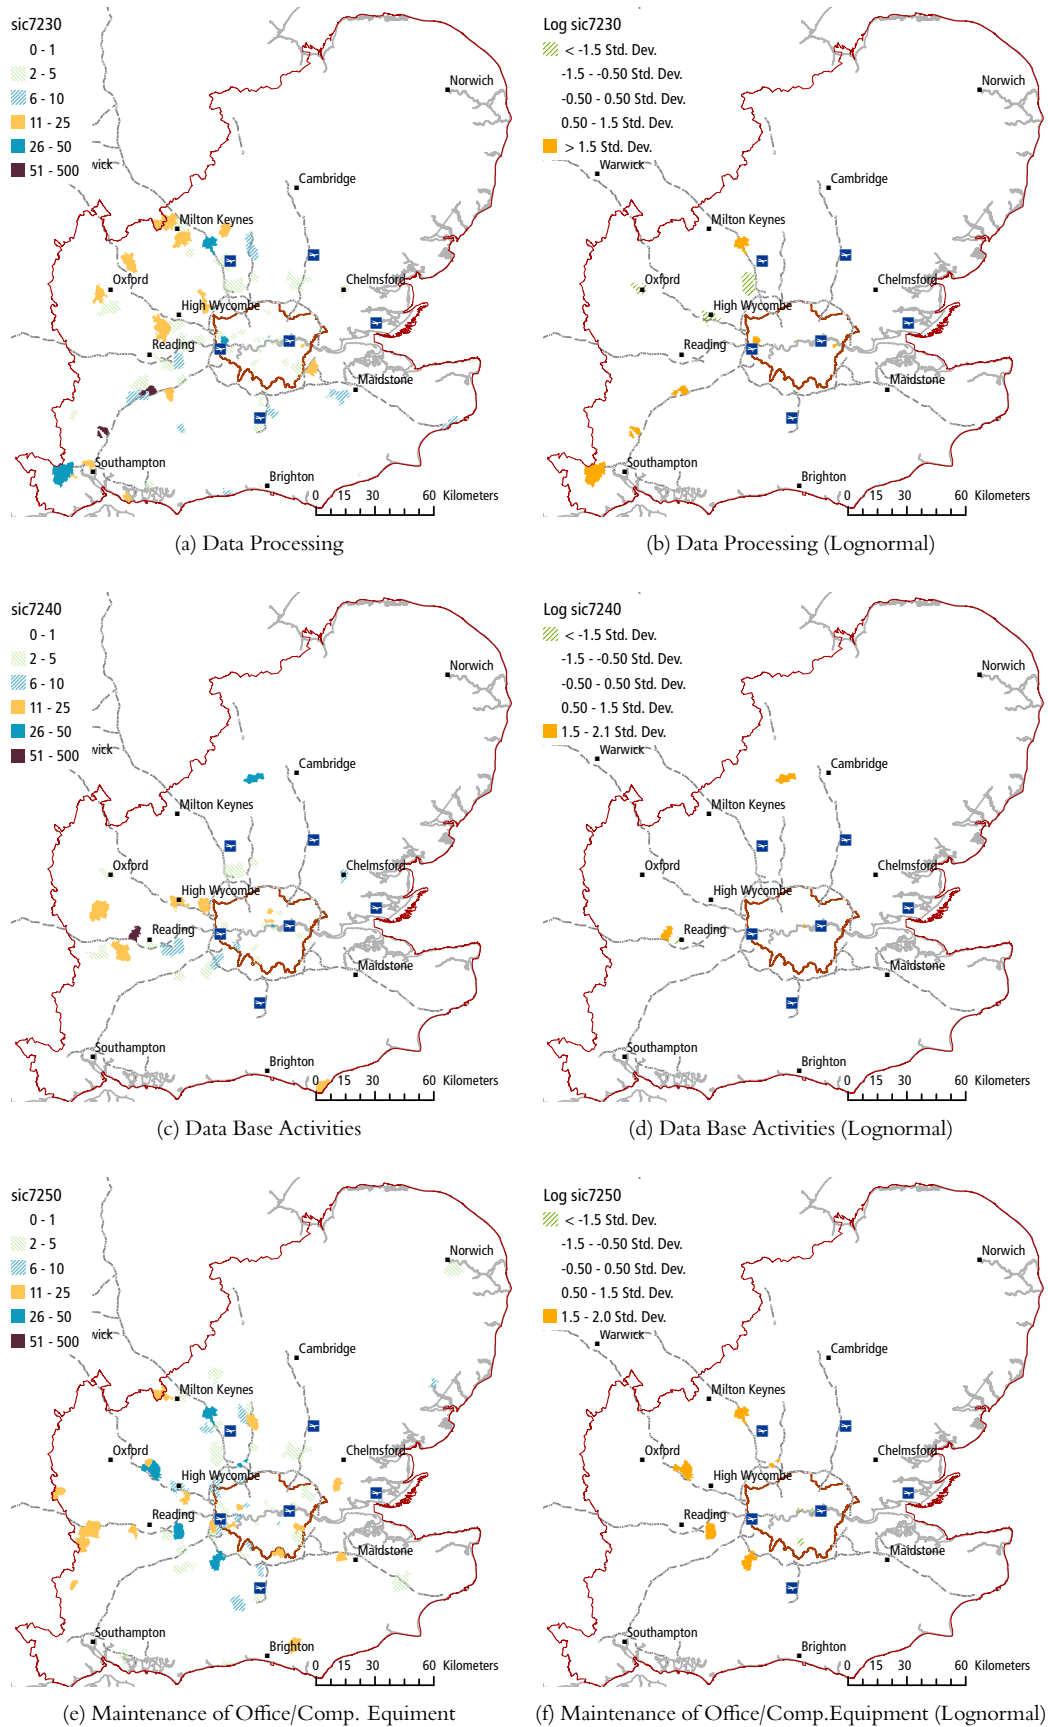 sic7230
0 - 1
2 - 5
6 - 10
11 - 25
26 - 50
51 - 500
wick
Norwich
Cambridge
Milton Keynes
Oxford
High Wycombe
Chelmsford
Reading
Maidstone
Southampton
Brighton
0 15 30 60 Kilometers
(a) Data Processing
Log sic7230
< -1.5 Std. Dev.
-1.5 - -0.50 Std. Dev.
-0.50 - 0.50 Std. Dev.
0.50 - 1.5 Std. Dev.
> 1.5 Std. Dev.
Warwick
Norwich
Cambridge
Milton Keynes
Oxford
High Wycombe
Chelmsford
Reading
Maidstone
Southampton
Brighton
0 15 30 60 Kilometers
(b) Data Processing (Lognormal)
sic7240
0 - 1
2 - 5
6 - 10
11 - 25
26 - 50
51 - 500
wick
Norwich
Cambridge
Milton Keynes
Oxford
High Wycombe
Chelmsford
Reading
Maidstone
Southampton
Brighton
0 15 30 60 Kilometers
(c) Data Base Activities
Log sic7240
< -1.5 Std. Dev.
-1.5 - -0.50 Std. Dev.
-0.50 - 0.50 Std. Dev.
0.50 - 1.5 Std. Dev.
1.5 - 2.1 Std. Dev.
Warwick
Norwich
Cambridge
Milton Keynes
Oxford
High Wycombe
Chelmsford
Reading
Maidstone
Southampton
Brighton
0 15 30 60 Kilometers
(d) Data Base Activities (Lognormal)
sic7250
0 - 1
2 - 5
6 - 10
11 - 25
26 - 50
51 - 500
wick
Norwich
Cambridge
Milton Keynes
Oxford
High Wycombe
Chelmsford
Reading
Maidstone
Southampton
Brighton
0 15 30 60 Kilometers
(e) Maintenance of Office/Comp. Equiment
Log sic7250
< -1.5 Std. Dev.
-1.5 - -0.50 Std. Dev.
-0.50 - 0.50 Std. Dev.
0.50 - 1.5 Std. Dev.
1.5 - 2.0 Std. Dev.
Warwick
Norwich
Cambridge
Milton Keynes
Oxford
High Wycombe
Chelmsford
Reading
Maidstone
Southampton
Brighton
0 15 30 60 Kilometers
(f) Maintenance of Office/Comp.Equipment (Lognormal)